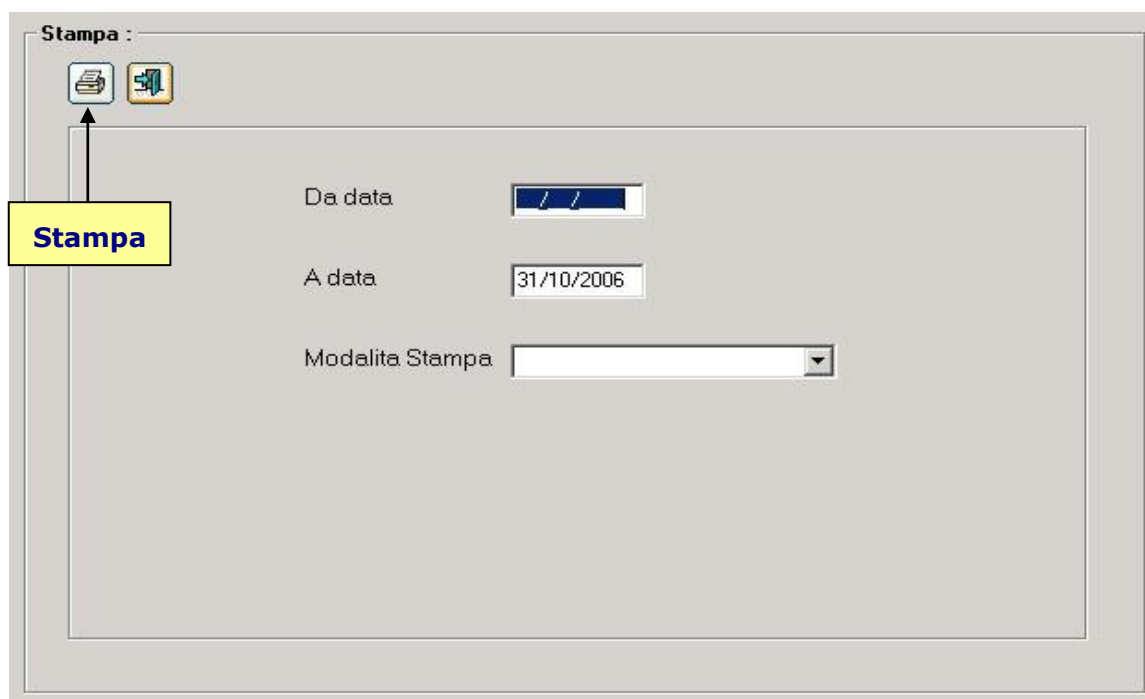 Stampa :
Da data
/ /
Stampa
A data
31/10/2006
Modalita Stampa